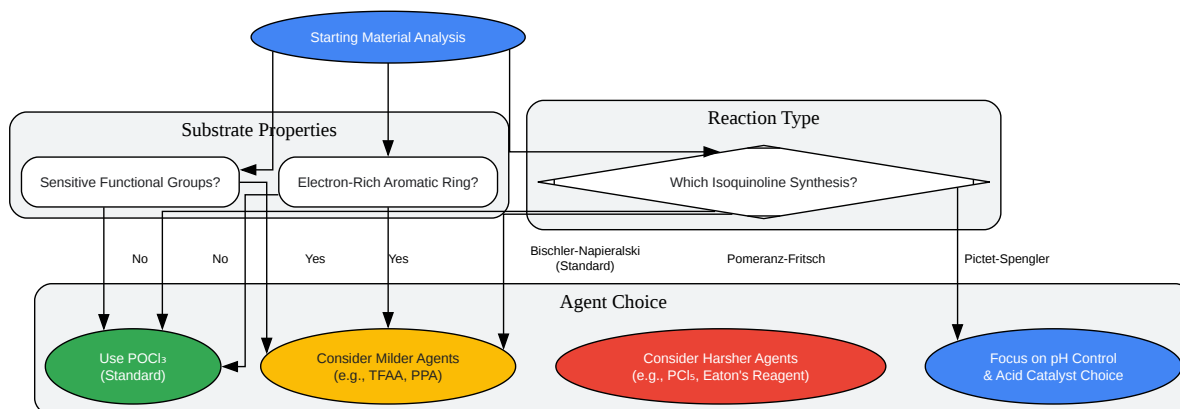 Starting Material Analysis
Substrate Properties
Reaction Type
Sensitive Functional Groups?
Electron-Rich Aromatic Ring?
Which Isoquinoline Synthesis?
No
No
Yes
Yes
Bischler-Napieralski
(Standard)
Pomeranz-Fritsch
Pictet-Spengler
Agent Choice
Use POCl₃
(Standard)
Consider Milder Agents
(e.g., TFAA, PPA)
Consider Harsher Agents
(e.g., PCl₅, Eaton's Reagent)
Focus on pH Control
& Acid Catalyst Choice